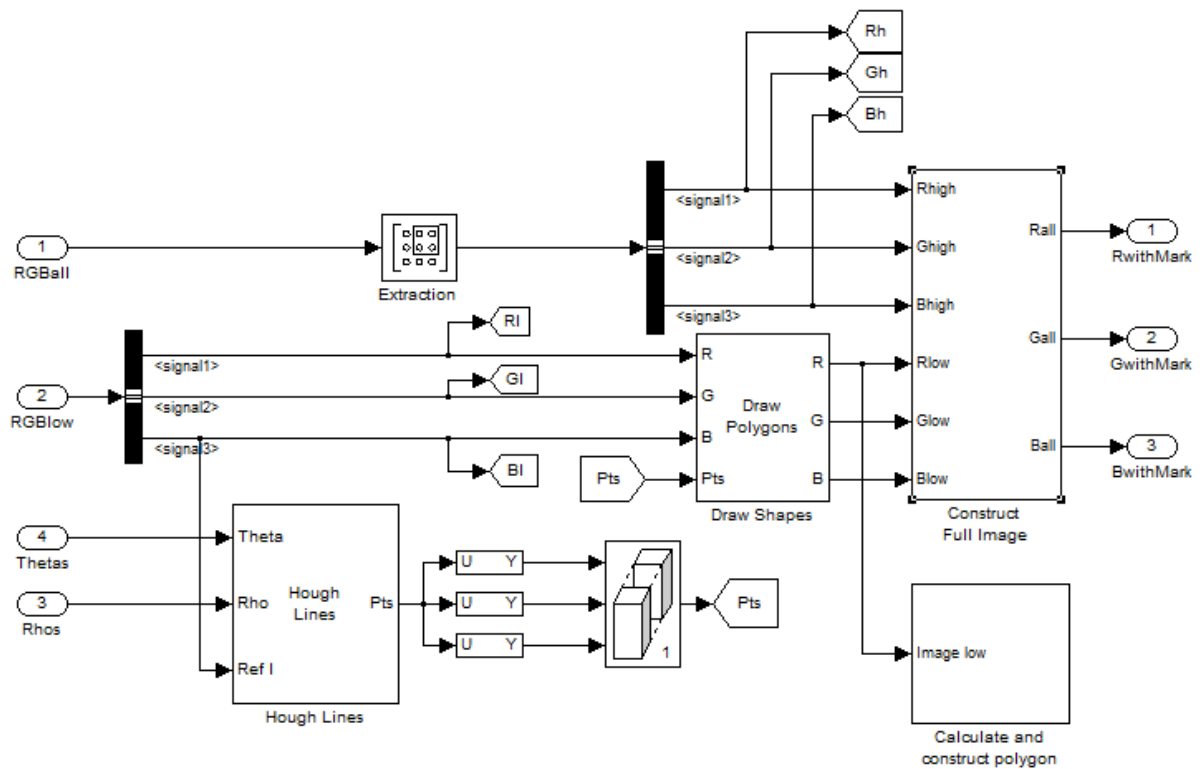 Rh
Gh
Bh
<signal1>
<signal2>
<signal3>
Rhigh
Ghigh
Bhigh
Rlow
Glow
Blow
Rall
Gall
Ball
Construct
Full Image
1
RwithMark
2
GwithMark
3
BwithMark
1
RGBall
Extraction
2
RGBlow
<signal1>
<signal2>
<signal3>
Rl
Gl
Bl
R
G
B
Pts
Draw
Polygons
R
G
B
Draw Shapes
Pts
4
Thetas
3
Rhos
Theta
Rho
Ref I
Hough
Lines
Pts
Hough Lines
U Y
U Y
U Y
1
Pts
Image low
Calculate and
construct polygon